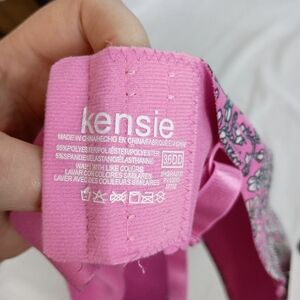 kensie
MADE IN CHINA/HECHO EN CHINA/FABRIQUÉ EN CHINE
95%POLYESTER/POLIÉSTER/POLYESTER
5%SPANDEX/ELASTANO/ÉLASTHANNE
WASH WITH LIKE COLORS
LAVAR CON COLORES SIMILARES
LAVER AVEC DES COULEURS SIMILAIRES
36DD